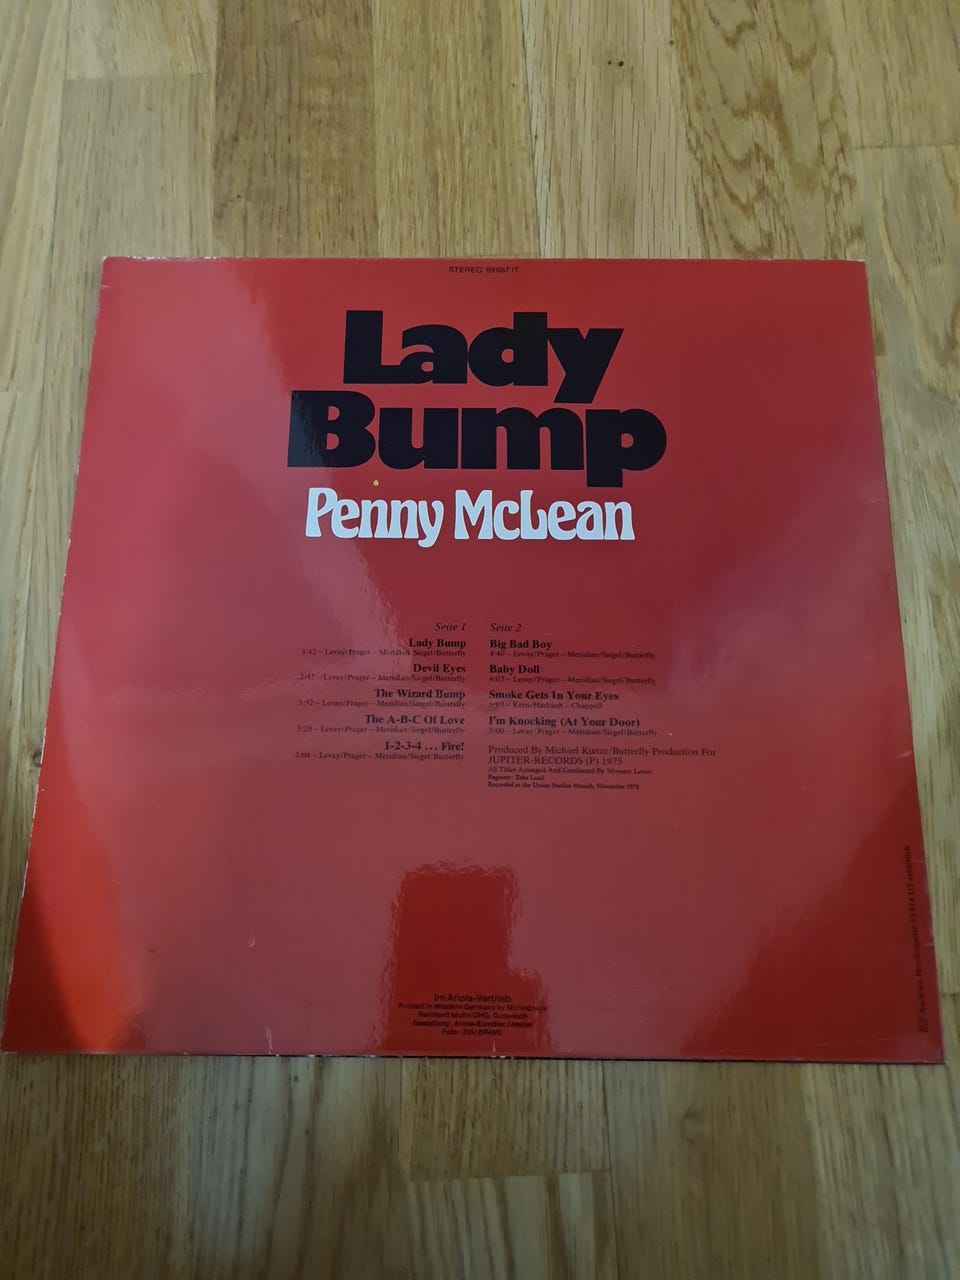 STEREO 89 687 IT
Lady
Bump
Penny McLean
Seite 1
Lady Bump
3:42 – Levay/Prager – Meridian/Siegel/Butterfly
Devil Eyes
3:45 – Levay/Prager – Meridian/Siegel/Butterfly
The Wizard Bump
3:32 – Levay/Prager – Meridian/Siegel/Butterfly
The A-B-C Of Love
3:20 – Levay/Prager – Meridian/Siegel/Butterfly
1-2-3-4 ... Fire!
3:04 – Levay/Prager – Meridian/Siegel/Butterfly
Seite 2
Big Bad Boy
4:40 – Levay/Prager – Meridian/Siegel/Butterfly
Baby Doll
4:05 – Levay/Prager – Meridian/Siegel/Butterfly
Smoke Gets In Your Eyes
– Kern/Harbach – Chappell
I'm Knocking (At Your Door)
3:00 – Levay/Prager – Meridian/Siegel/Butterfly
Produced By Michael Kunze/Butterfly Production For
JUPITER-RECORDS (P) 1975
All Titles Arranged And Conducted By Silvester Levay
Engineer: Zeke Lund
Recorded at the Union Studios Munich, November 1975
Im Ariola-Vertrieb
Printed in Western Germany by Mohndruck
Reinhard Mohn OHG, Gütersloh
Gestaltung: Ariola-Eurodisc/Atelier
Foto: Zill/BRAVO